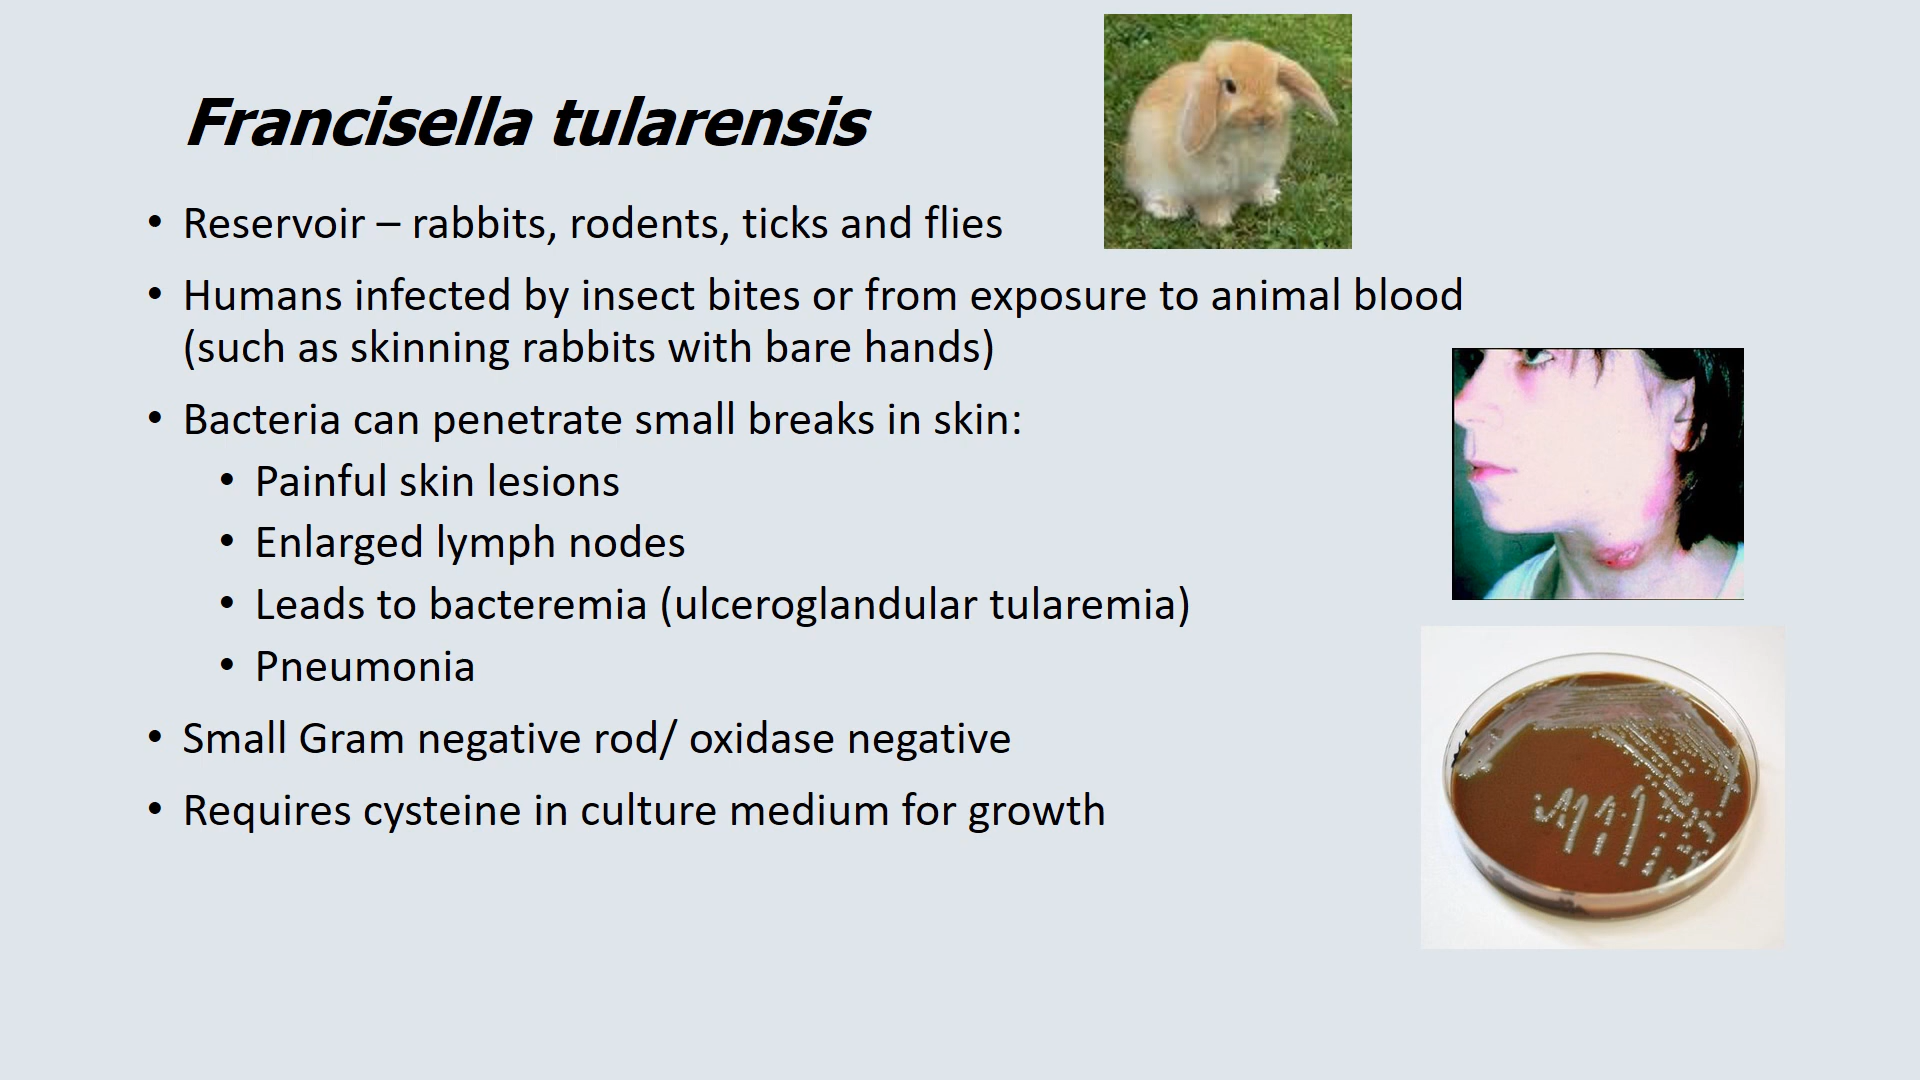 Francisella tularensis
• Reservoir – rabbits, rodents, ticks and flies
• Humans infected by insect bites or from exposure to animal blood
(such as skinning rabbits with bare hands)
• Bacteria can penetrate small breaks in skin:
• Painful skin lesions
• Enlarged lymph nodes
• Leads to bacteremia (ulceroglandular tularemia)
• Pneumonia
• Small Gram negative rod/ oxidase negative
• Requires cysteine in culture medium for growth